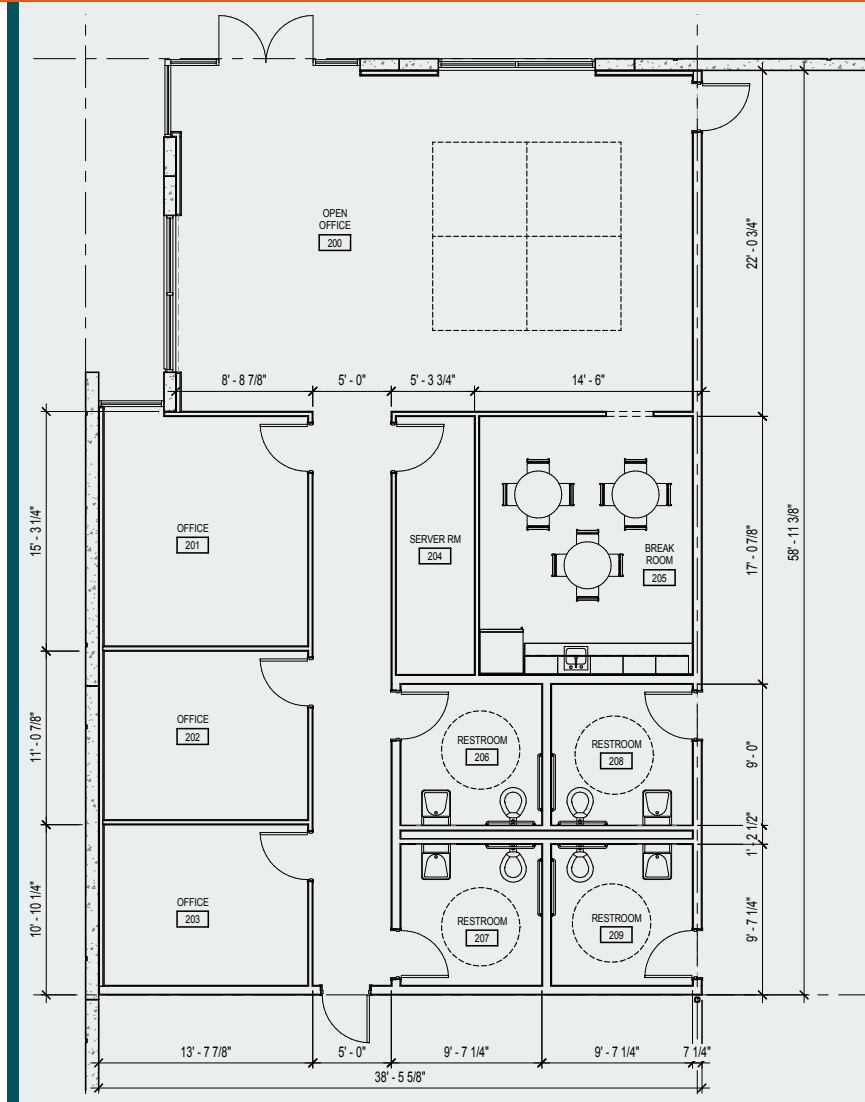 OPEN
OFFICE
200
22' - 0 3/4"
8' - 8 7/8"
5' - 0"
5' - 3 3/4"
14' - 6"
15' - 3 1/4"
OFFICE
201
SERVER RM
204
BREAK
ROOM
205
17' - 0 7/8"
58' - 11 3/8"
11' - 0 7/8"
OFFICE
202
RESTROOM
206
RESTROOM
208
9' - 0"
1' - 2 1/2"
10' - 10 1/4"
OFFICE
203
RESTROOM
207
RESTROOM
209
9' - 7 1/4"
13' - 7 7/8"
5' - 0"
9' - 7 1/4"
9' - 7 1/4"
7 1/4"
38' - 5 5/8"